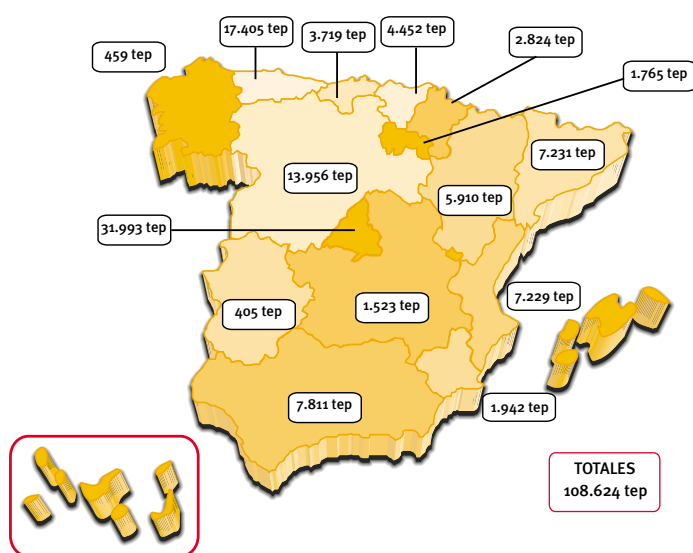 17.405 tep
3.719 tep
4.452 tep
2.824 tep
459 tep
1.765 tep
7.231 tep
13.956 tep
5.910 tep
31.993 tep
7.229 tep
405 tep
1.523 tep
7.811 tep
1.942 tep
TOTALES
108.624 tep